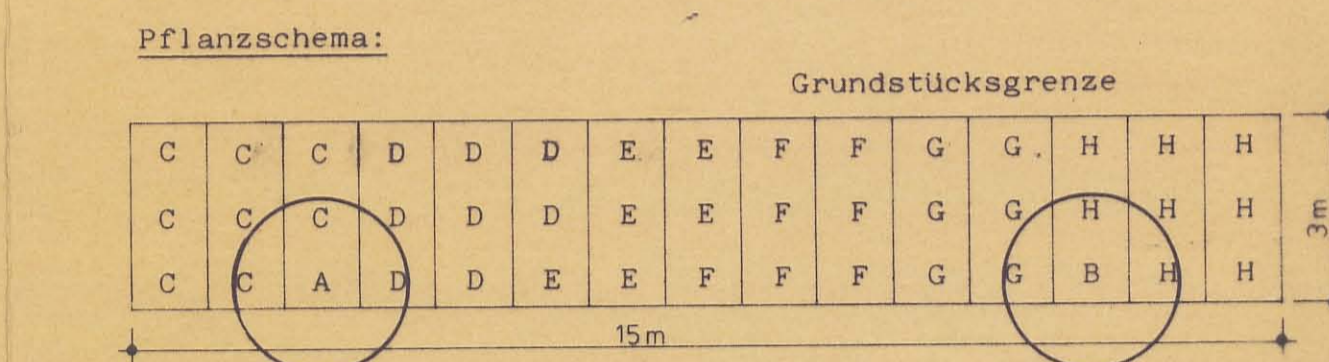 Pflanzschema:
Grundstücksgrenze
C C C D D D E E F F G G H H H
C C C D D D E E F F G G H H H
C C A D D E E F F F G G B H H
3m
15m